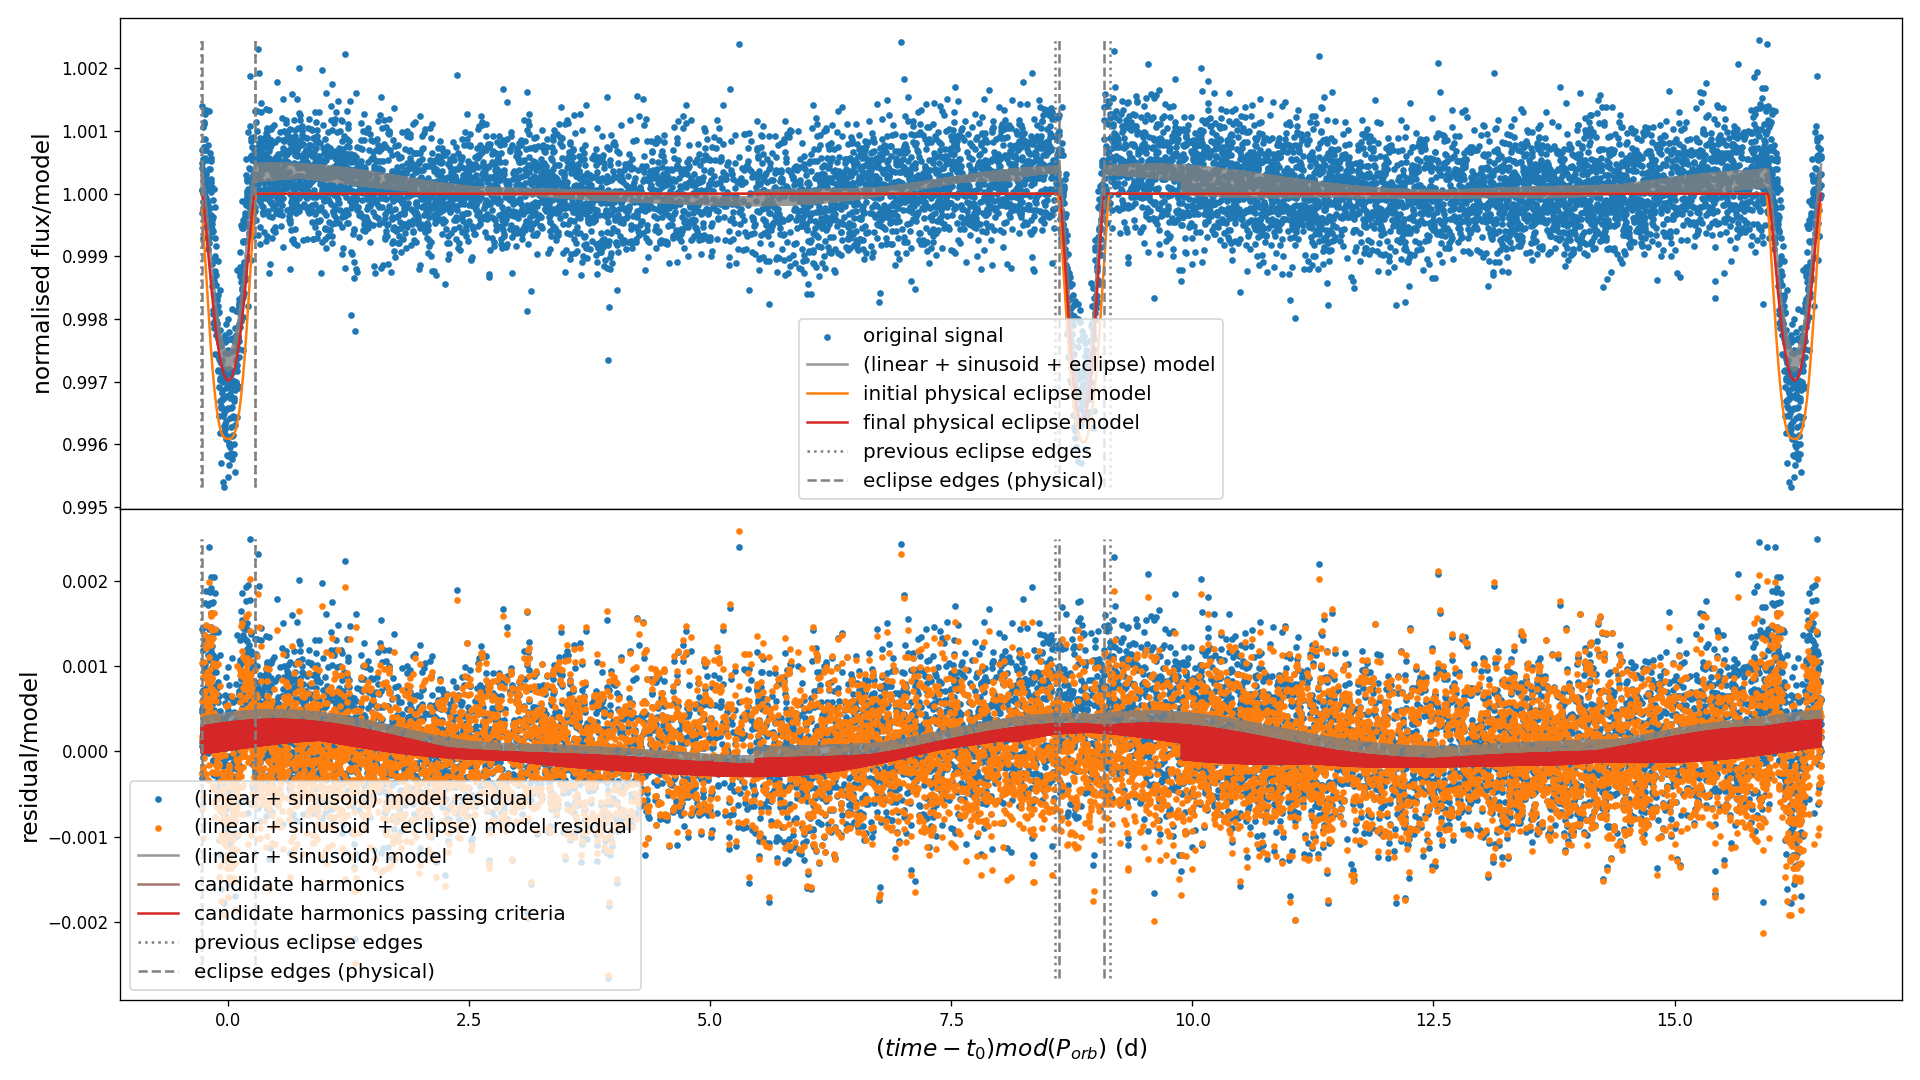 1.002
1.001
1.000
0.999
0.998
0.997
0.996
0.995
normalised flux/model
original signal
(linear + sinusoid + eclipse) model
initial physical eclipse model
final physical eclipse model
previous eclipse edges
eclipse edges (physical)
0.002
0.001
0.000
−0.001
−0.002
residual/model
(linear + sinusoid) model residual
(linear + sinusoid + eclipse) model residual
(linear + sinusoid) model
candidate harmonics
candidate harmonics passing criteria
previous eclipse edges
eclipse edges (physical)
0.0 2.5 5.0 7.5 10.0 12.5 15.0
(time − t₀)mod(Pₒᵣb) (d)